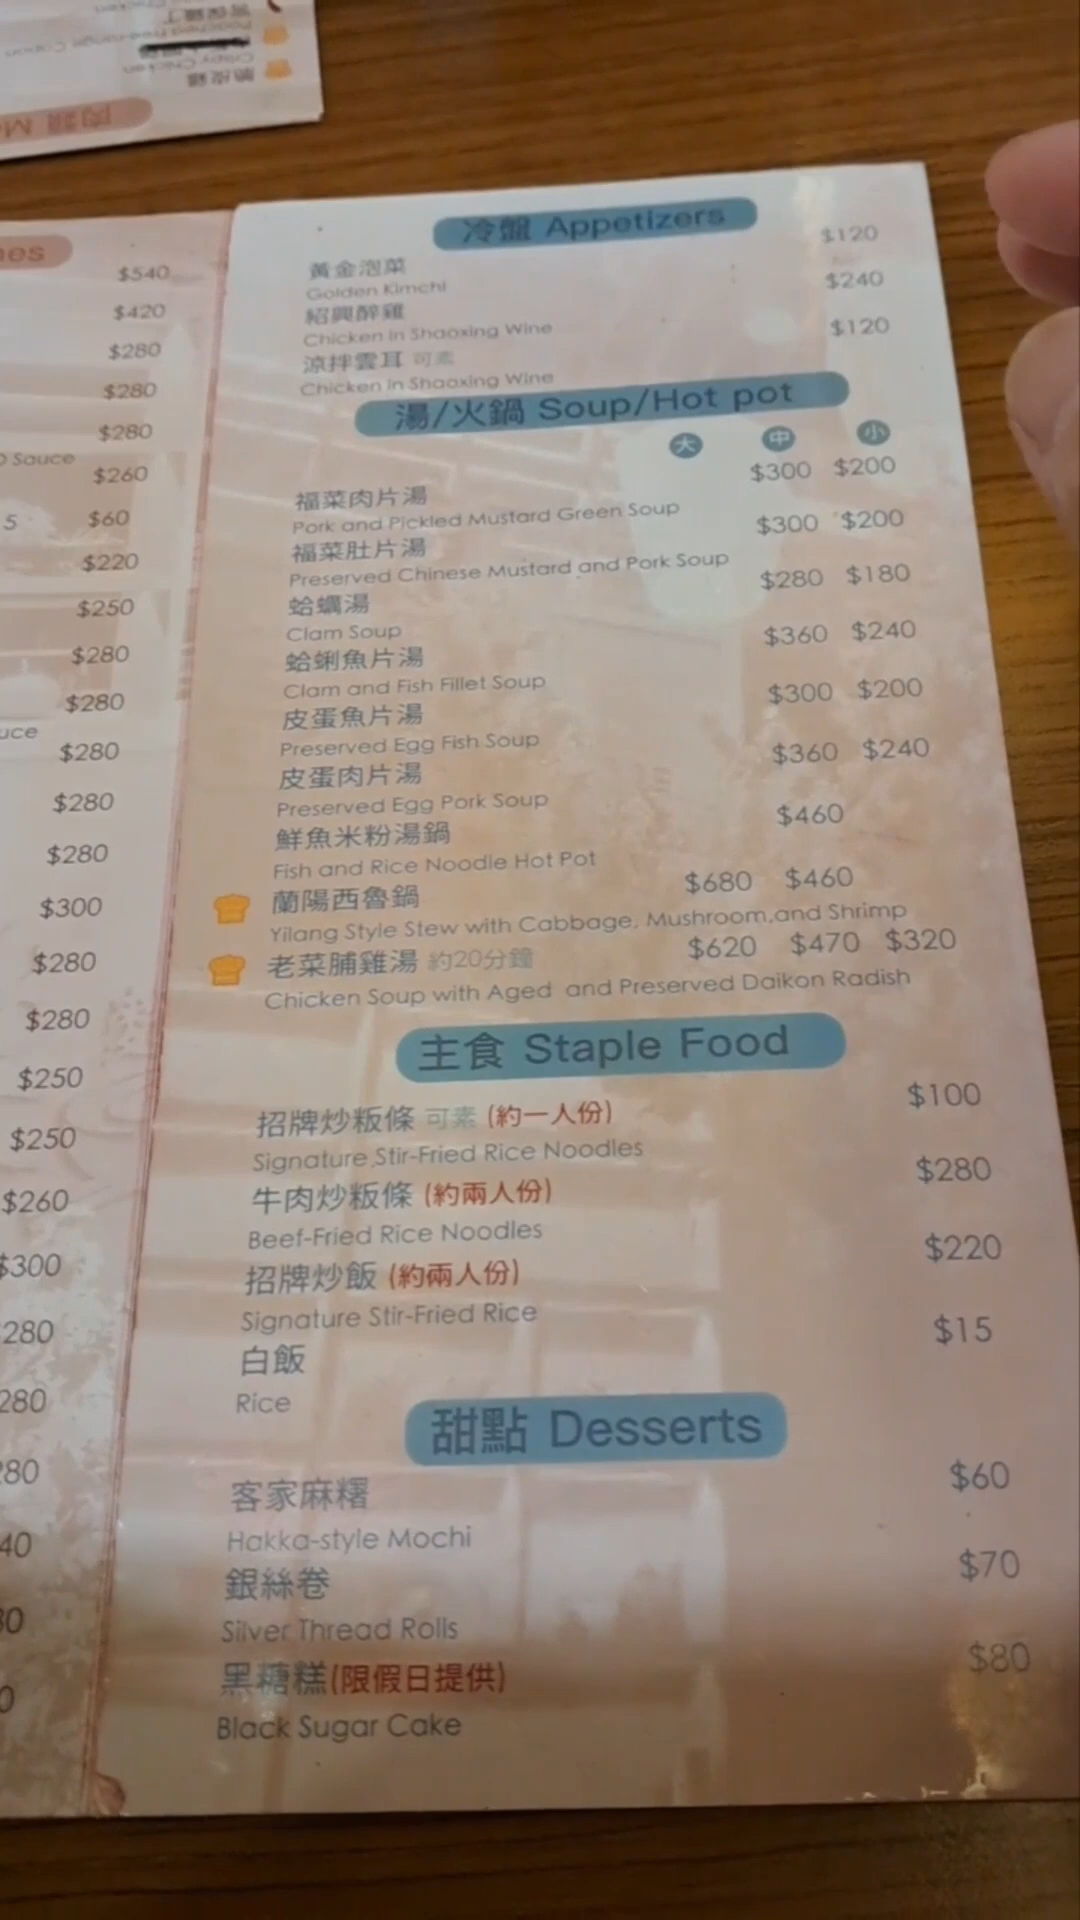 脆皮雞
Crispy Chicken
冷盤 Appetizers
黃金泡菜 $120
Golden Kimchi
紹興醉雞 $240
Chicken in Shaoxing Wine
涼拌雲耳 可素 $120
Chicken in Shaoxing Wine
湯/火鍋 Soup/Hot pot
大 中 小
福菜肉片湯 $300 $200
Pork and Pickled Mustard Green Soup
福菜肚片湯 $300 $200
Preserved Chinese Mustard and Pork Soup
蛤蠣湯 $280 $180
Clam Soup
蛤蜊魚片湯 $360 $240
Clam and Fish Fillet Soup
皮蛋魚片湯 $300 $200
Preserved Egg Fish Soup
皮蛋肉片湯 $360 $240
Preserved Egg Pork Soup
鮮魚米粉湯鍋 $460
Fish and Rice Noodle Hot Pot
蘭陽西魯鍋 $680 $460
Yilang Style Stew with Cabbage, Mushroom,and Shrimp
老菜脯雞湯 約20分鐘 $620 $470 $320
Chicken Soup with Aged and Preserved Daikon Radish
主食 Staple Food
招牌炒粄條 可素 (約一人份) $100
Signature Stir-Fried Rice Noodles
牛肉炒粄條 (約兩人份) $280
Beef-Fried Rice Noodles
招牌炒飯 (約兩人份) $220
Signature Stir-Fried Rice
白飯 $15
Rice
甜點 Desserts
客家麻糬 $60
Hakka-style Mochi
銀絲卷 $70
Silver Thread Rolls
黑糖糕(限假日提供) $80
Black Sugar Cake
$540
$420
$280
$280
$280
Sauce
$260
5 $60
$220
$250
$280
$280
$280
$280
$280
$300
$280
$280
$250
$250
$260
$300
280
280